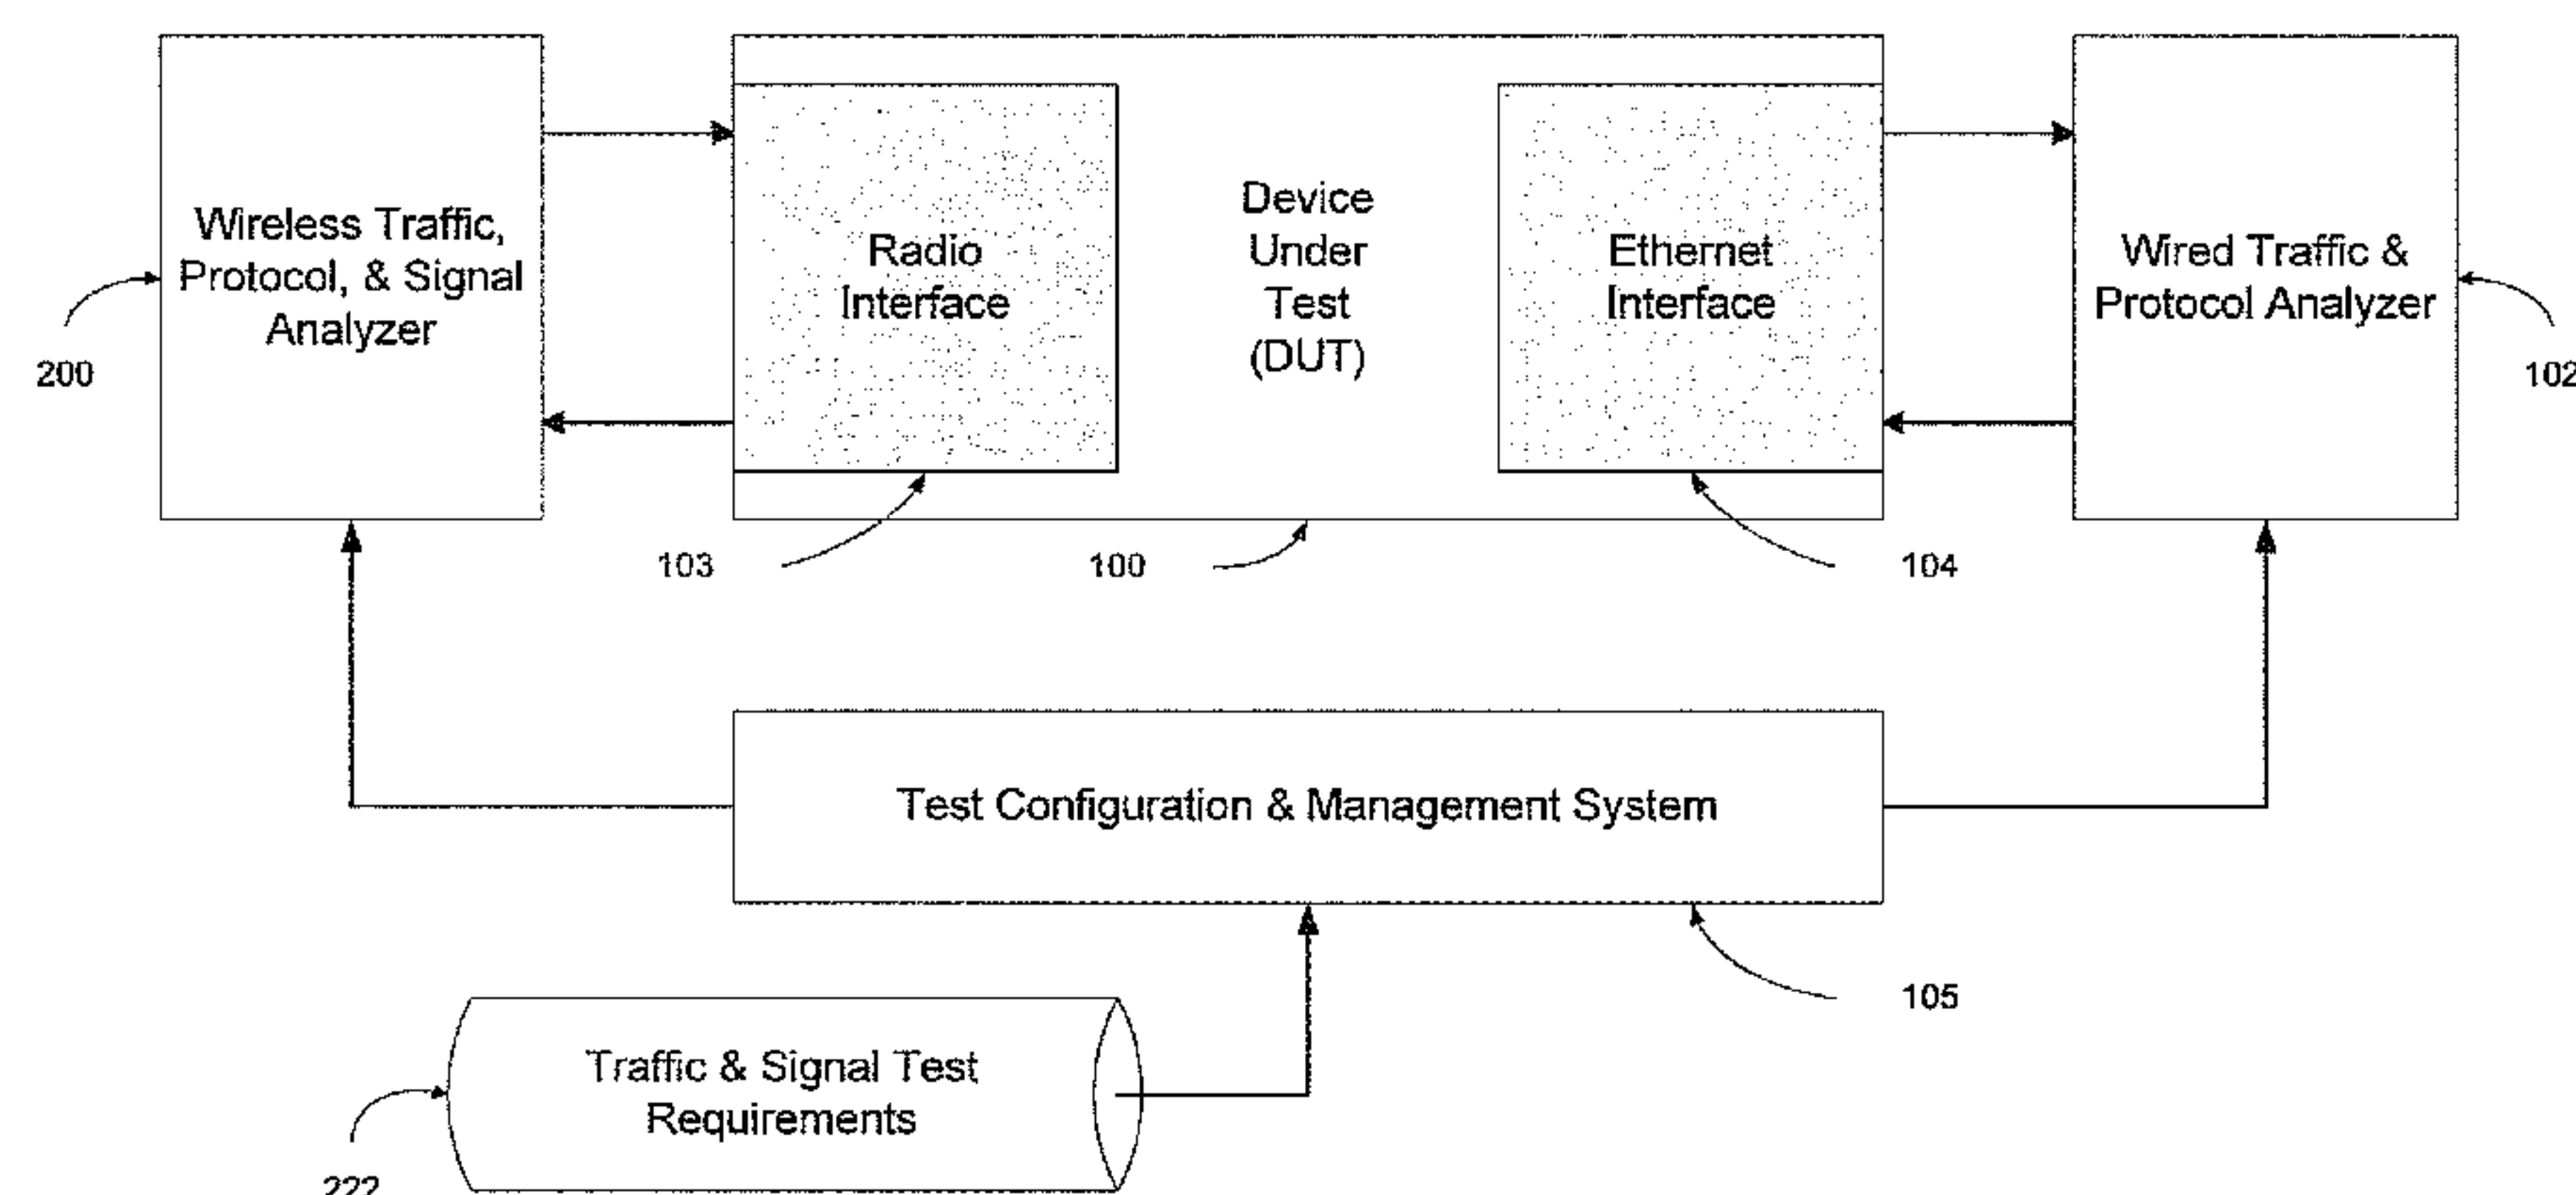 Wireless Traffic,
Protocol, & Signal
Analyzer
Radio
Interface
Device
Under
Test
(DUT)
Ethernet
Interface
Wired Traffic &
Protocol Analyzer
200
102
103
100
104
Test Configuration & Management System
105
Traffic & Signal Test
Requirements
222